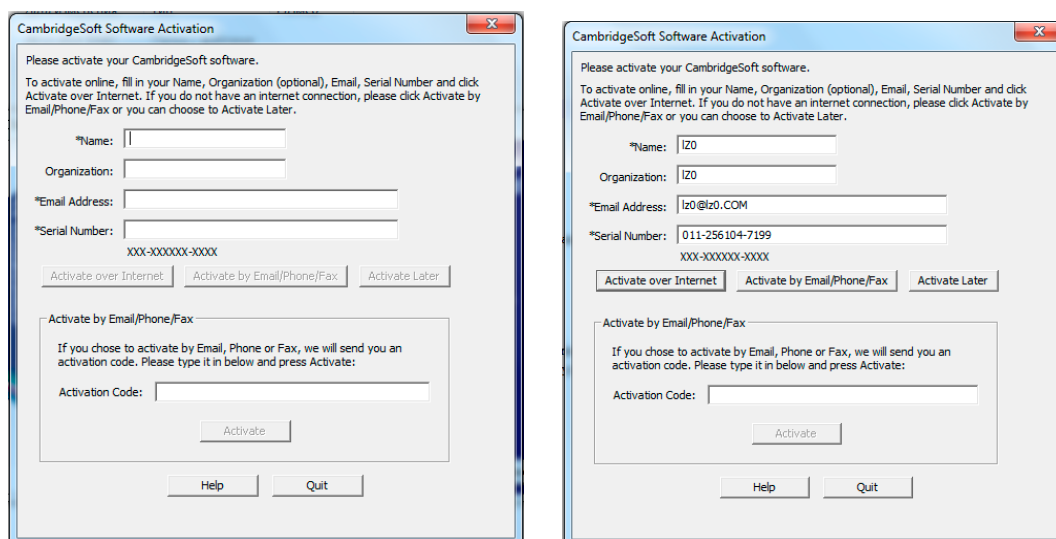 CambridgeSoft Software Activation
Please activate your CambridgeSoft software.
To activate online, fill in your Name, Organization (optional), Email, Serial Number and click
Activate over Internet. If you do not have an internet connection, please click Activate by
Email/Phone/Fax or you can choose to Activate Later.
*Name:
Organization:
*Email Address:
*Serial Number:
XXX-XXXXXX-XXXX
Activate over Internet Activate by Email/Phone/Fax Activate Later
Activate by Email/Phone/Fax
If you chose to activate by Email, Phone or Fax, we will send you an
activation code. Please type it in below and press Activate:
Activation Code:
Activate
Help Quit
CambridgeSoft Software Activation
Please activate your CambridgeSoft software.
To activate online, fill in your Name, Organization (optional), Email, Serial Number and click
Activate over Internet. If you do not have an internet connection, please click Activate by
Email/Phone/Fax or you can choose to Activate Later.
*Name: lZ0
Organization: lZ0
*Email Address: lz0@lz0.COM
*Serial Number: 011-256104-7199
XXX-XXXXXX-XXXX
Activate over Internet Activate by Email/Phone/Fax Activate Later
Activate by Email/Phone/Fax
If you chose to activate by Email, Phone or Fax, we will send you an
activation code. Please type it in below and press Activate:
Activation Code:
Activate
Help Quit